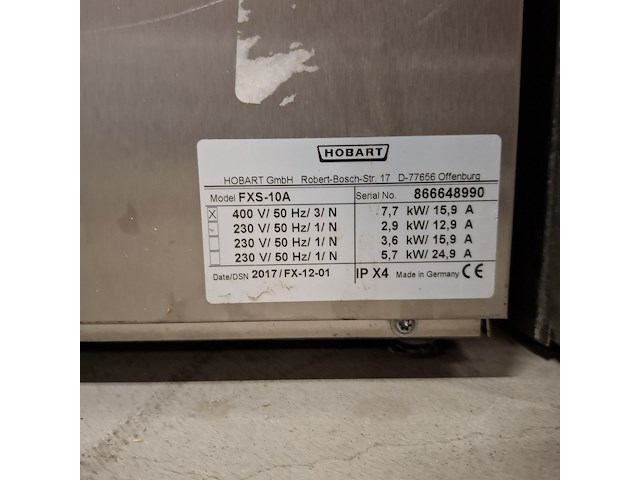 HOBART
HOBART GmbH Robert-Bosch-Str. 17 D-77656 Offenburg
Model FXS-10A Serial No. 866648990
X 400 V/ 50 Hz/ 3/ N 7,7 kW/ 15,9 A
230 V/ 50 Hz/ 1/ N 2,9 kW/ 12,9 A
230 V/ 50 Hz/ 1/ N 3,6 kW/ 15,9 A
230 V/ 50 Hz/ 1/ N 5,7 kW/ 24,9 A
Date/DSN 2017/FX-12-01 IP X4 Made in Germany CE